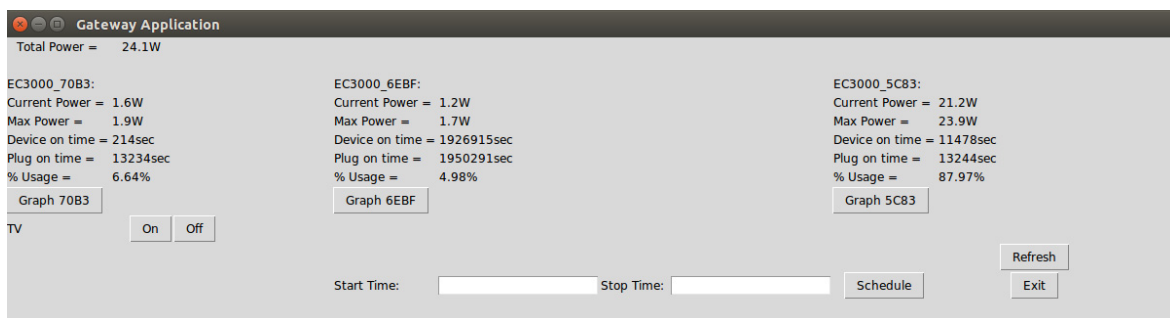 Gateway Application
Total Power = 24.1W
EC3000_70B3:
Current Power = 1.6W
Max Power = 1.9W
Device on time = 214sec
Plug on time = 13234sec
% Usage = 6.64%
Graph 70B3
EC3000_6EBF:
Current Power = 1.2W
Max Power = 1.7W
Device on time = 1926915sec
Plug on time = 1950291sec
% Usage = 4.98%
Graph 6EBF
EC3000_5C83:
Current Power = 21.2W
Max Power = 23.9W
Device on time = 11478sec
Plug on time = 13244sec
% Usage = 87.97%
Graph 5C83
TV On Off
Refresh
Start Time: Stop Time: Schedule Exit